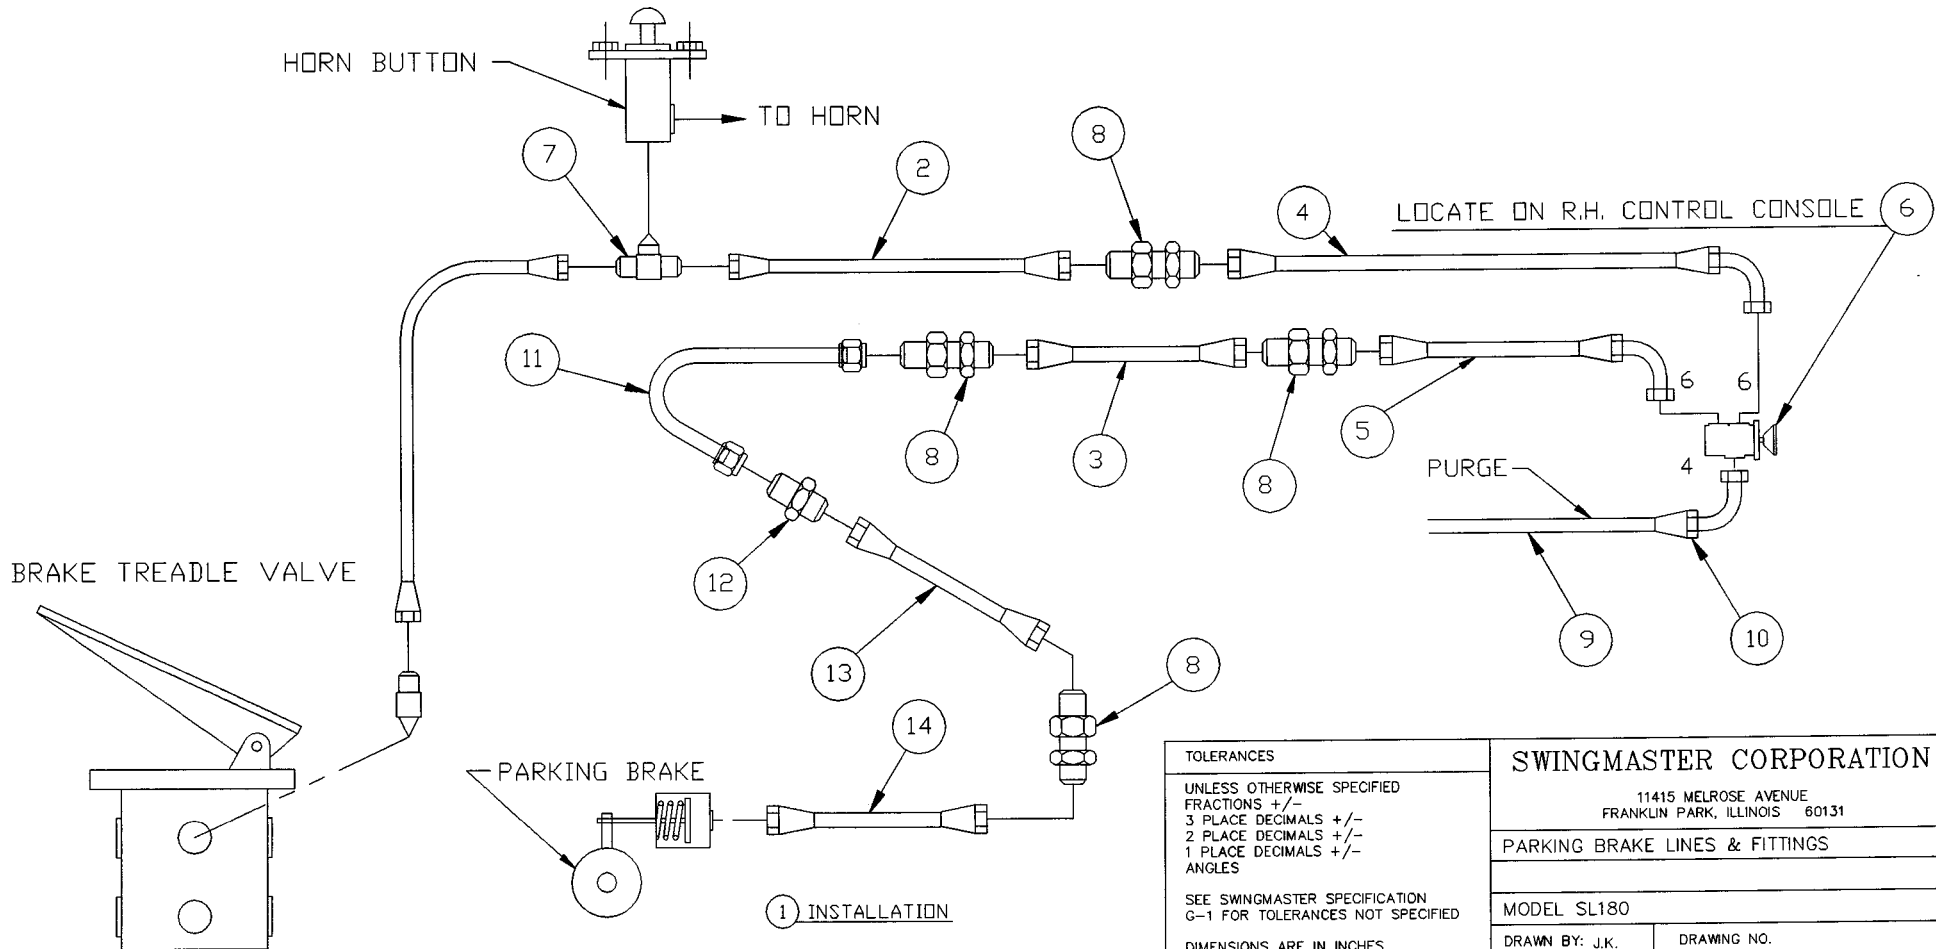 HORN BUTTON
TO HORN
7
2
8
4
LOCATE ON R.H. CONTROL CONSOLE 6
11
8
3
8
5
6 6
4
PURGE
12
9
10
BRAKE TREADLE VALVE
13
8
14
PARKING BRAKE
1 INSTALLATION
TOLERANCES
UNLESS OTHERWISE SPECIFIED
FRACTIONS +/-
3 PLACE DECIMALS +/-
2 PLACE DECIMALS +/-
1 PLACE DECIMALS +/-
ANGLES
SEE SWINGMASTER SPECIFICATION
G-1 FOR TOLERANCES NOT SPECIFIED
DIMENSIONS ARE IN INCHES
SWINGMASTER CORPORATION
11415 MELROSE AVENUE
FRANKLIN PARK, ILLINOIS 60131
PARKING BRAKE LINES & FITTINGS
MODEL SL180
DRAWN BY: J.K.
DRAWING NO.